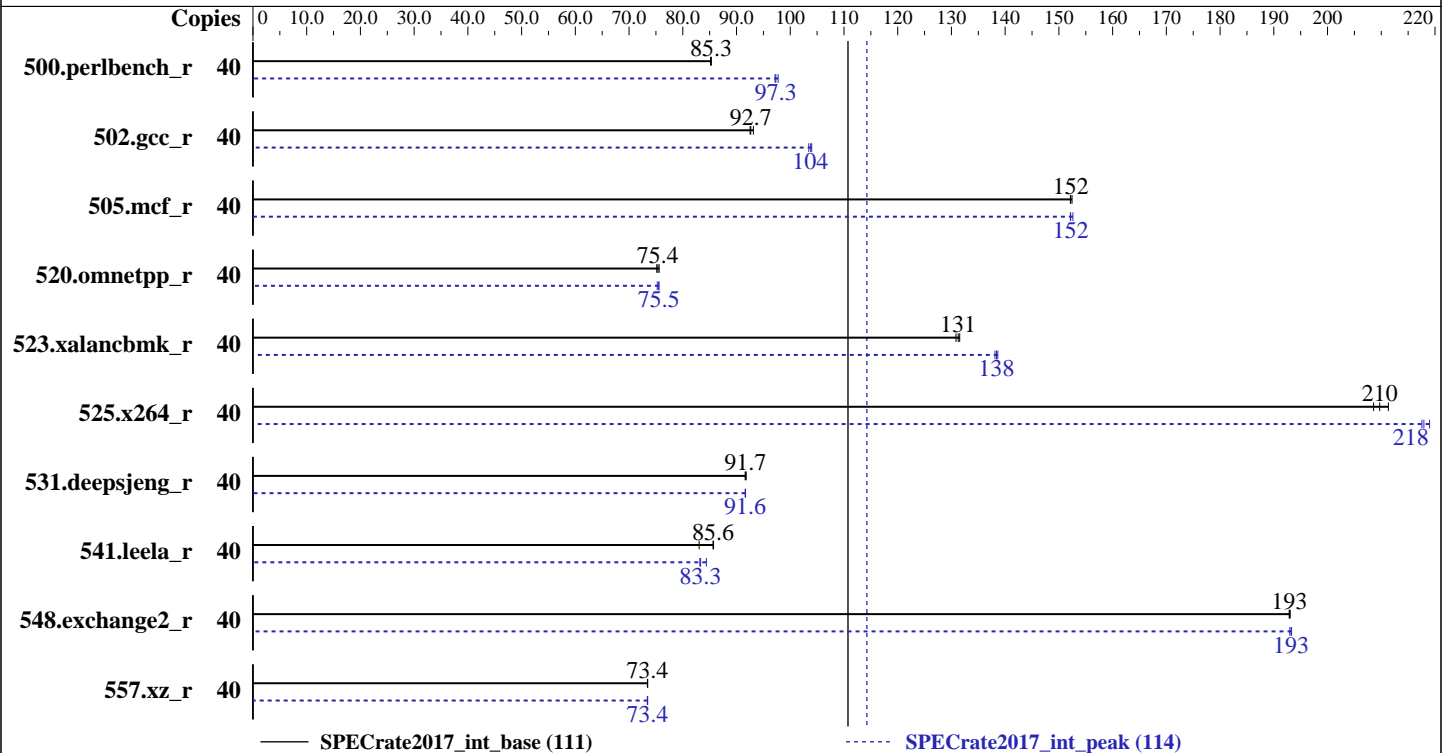 Copies 0 10.0 20.0 30.0 40.0 50.0 60.0 70.0 80.0 90.0 100 110 120 130 140 150 160 170 180 190 200 220
85.3
500.perlbench_r 40
97.3
92.7
502.gcc_r 40
104
152
505.mcf_r 40
152
75.4
520.omnetpp_r 40
75.5
131
523.xalancbmk_r 40
138
210
525.x264_r 40
218
91.7
531.deepsjeng_r 40
91.6
85.6
541.leela_r 40
83.3
193
548.exchange2_r 40
193
73.4
557.xz_r 40
73.4
SPECrate2017_int_base (111) SPECrate2017_int_peak (114)